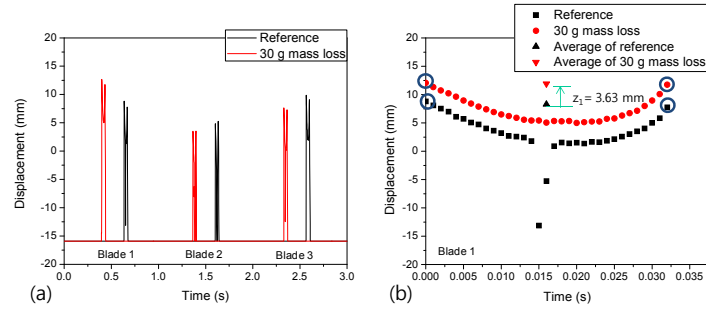 Reference
30 g mass loss
20
15
10
5
0
-5
-10
-15
-20
Displacement (mm)
Blade 1
Blade 2
Blade 3
0.0
0.5
1.0
1.5
2.0
2.5
3.0
(a)
Time (s)
Reference
30 g mass loss
Average of reference
Average of 30 g mass loss
z1= 3.63 mm
20
15
10
5
0
-5
-10
-15
-20
Displacement (mm)
Blade 1
0.000
0.005
0.010
0.015
0.020
0.025
0.030
0.035
(b)
Time (s)